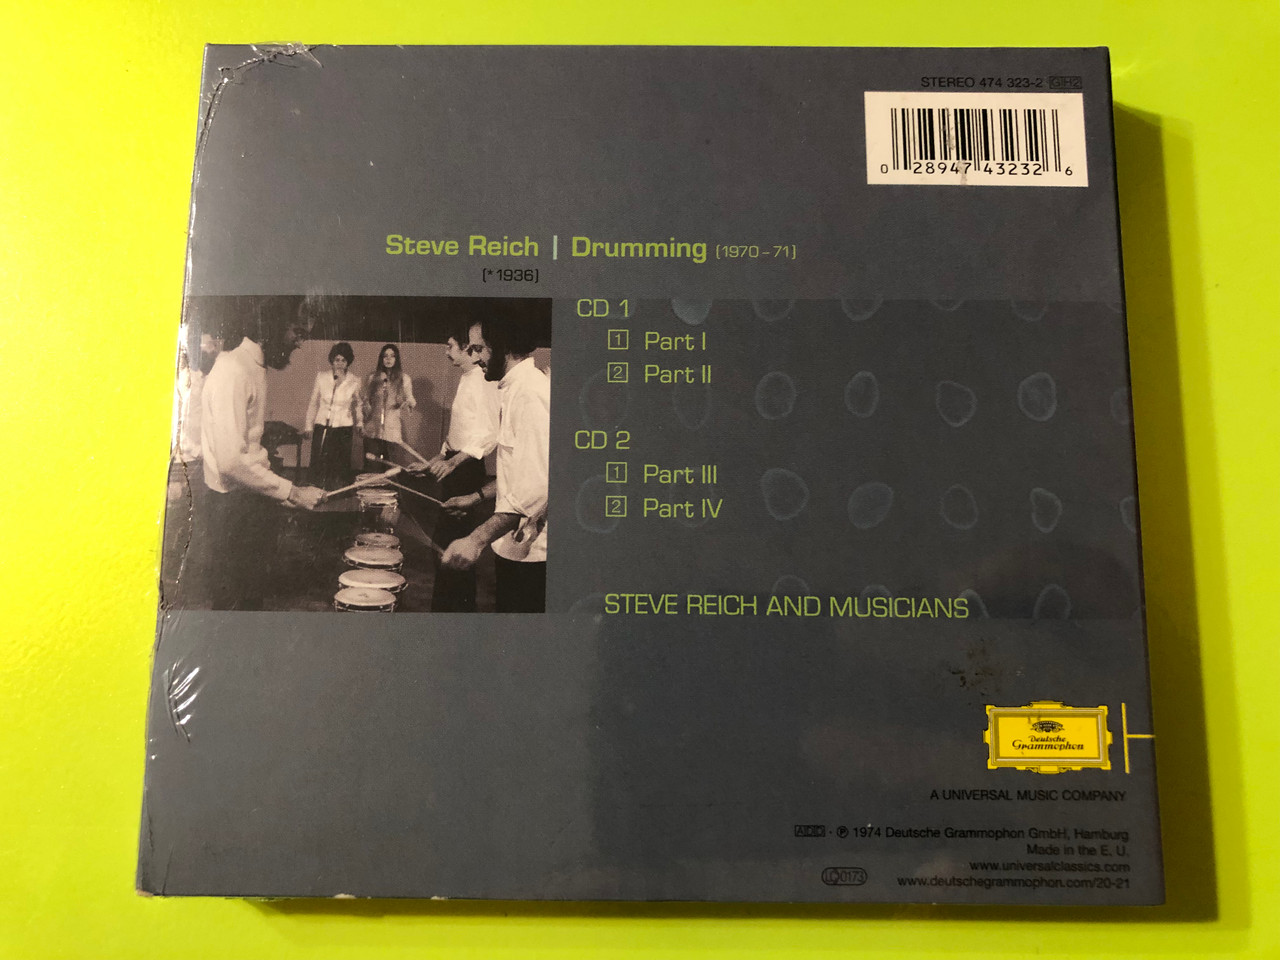 STEREO 474 323-2 GH2
0 28947 43232 6
Steve Reich | Drumming (1970–71)
(*1936)
CD 1
1 Part I
2 Part II
CD 2
1 Part III
2 Part IV
STEVE REICH AND MUSICIANS
Deutsche
Grammophon
A UNIVERSAL MUSIC COMPANY
ADD · ℗ 1974 Deutsche Grammophon GmbH, Hamburg
Made in the E. U.
www.universalclassics.com
LC 0173
www.deutschegrammophon.com/20-21